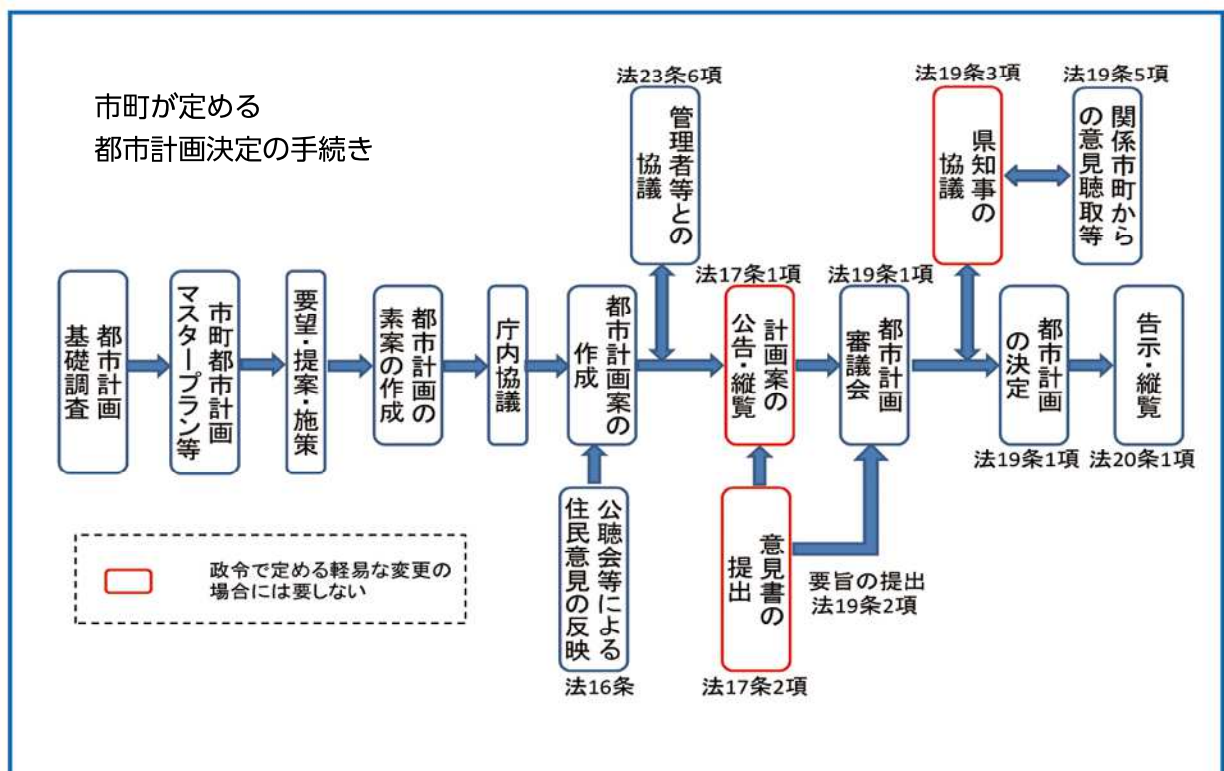 市町が定める
都市計画決定の手続き
法23条6項
管理者等との
協議
法19条3項
県知事の
協議
法19条5項
関係市町から
の意見聴取等
都市計画
基礎調査
市町都市計画
マスタープラン等
要望・提案・施策
都市計画の
素案の作成
庁内協議
都市計画案の
作成
法17条1項
計画案の
公告・縦覧
法19条1項
都市計画
審議会
都市計画
の決定
法19条1項
告示・縦覧
法20条1項
公聴会等による
住民意見の反映
法16条
意見書の
提出
法17条2項
要旨の提出
法19条2項
政令で定める軽易な変更の
場合には要しない